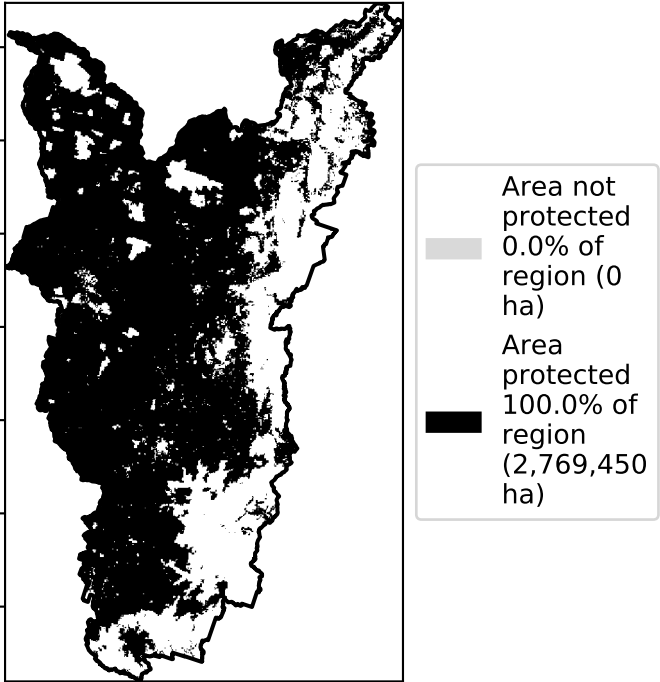 Area not
protected
0.0% of
region (0
ha)
Area
protected
100.0% of
region
(2,769,450
ha)